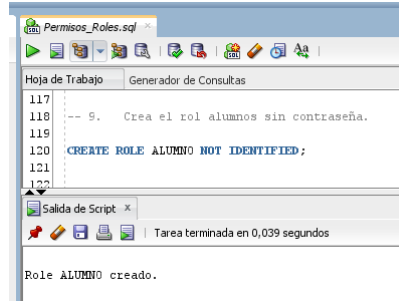 Permisos_Roles.sql
Hoja de Trabajo Generador de Consultas
117
118 -- 9. Crea el rol alumnos sin contraseña.
119
120 CREATE ROLE ALUMNO NOT IDENTIFIED;
121
122
Salida de Script x
Tarea terminada en 0,039 segundos
Role ALUMNO creado.